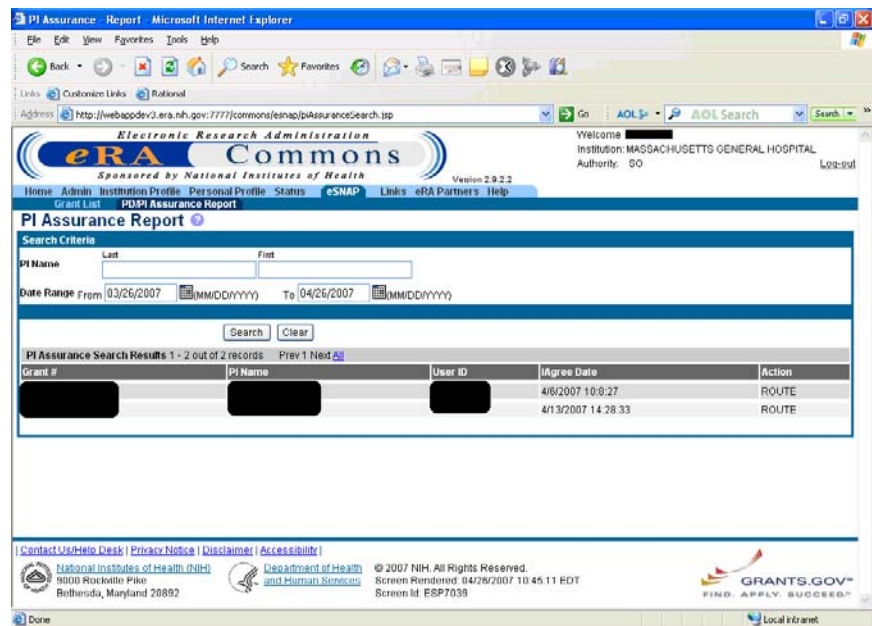 PI Assurance - Report - Microsoft Internet Explorer
File Edit View Favorites Tools Help
Back Search Favorites
Links Customize Links Rational
Address http://webappdev3.era.nih.gov:7777/commons/esnap/piAssuranceSearch.jsp Go AOL AOL Search Search
Electronic Research Administration
eRA Commons
Sponsored by National Institutes of Health
Version 2.9.2.2
Welcome
Institution: MASSACHUSETTS GENERAL HOSPITAL
Authority: SO Log-out
Home Admin Institution Profile Personal Profile Status eSNAP Links eRA Partners Help
Grant List PD/PI Assurance Report
PI Assurance Report ?
Search Criteria
Last First
PI Name
Date Range From 03/26/2007 (MM/DD/YYYY) To 04/26/2007 (MM/DD/YYYY)
Search Clear
PI Assurance Search Results 1 - 2 out of 2 records Prev 1 Next All
Grant # PI Name User ID IAgree Date Action
4/6/2007 10:8:27 ROUTE
4/13/2007 14:28:33 ROUTE
| Contact Us/Help Desk | Privacy Notice | Disclaimer | Accessibility |
National Institutes of Health (NIH)
9000 Rockville Pike
Bethesda, Maryland 20892
Department of Health
and Human Services
© 2007 NIH. All Rights Reserved.
Screen Rendered: 04/26/2007 10:45:11 EDT
Screen Id: ESP7039
GRANTS.GOV℠
FIND. APPLY. SUCCEED.℠
Done Local intranet